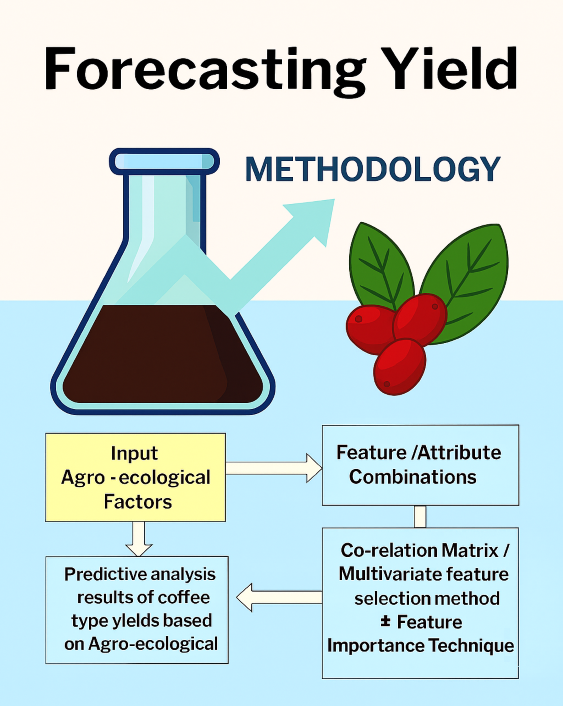 Forecasting Yield
METHODOLOGY
Input
Agro - ecological
Factors
Feature /Attribute
Combinations
Co-relation Matrix /
Multivariate feature
selection method
± Feature
Importance Technique
Predictive analysis
results of coffee
type yields based
on Agro-ecological